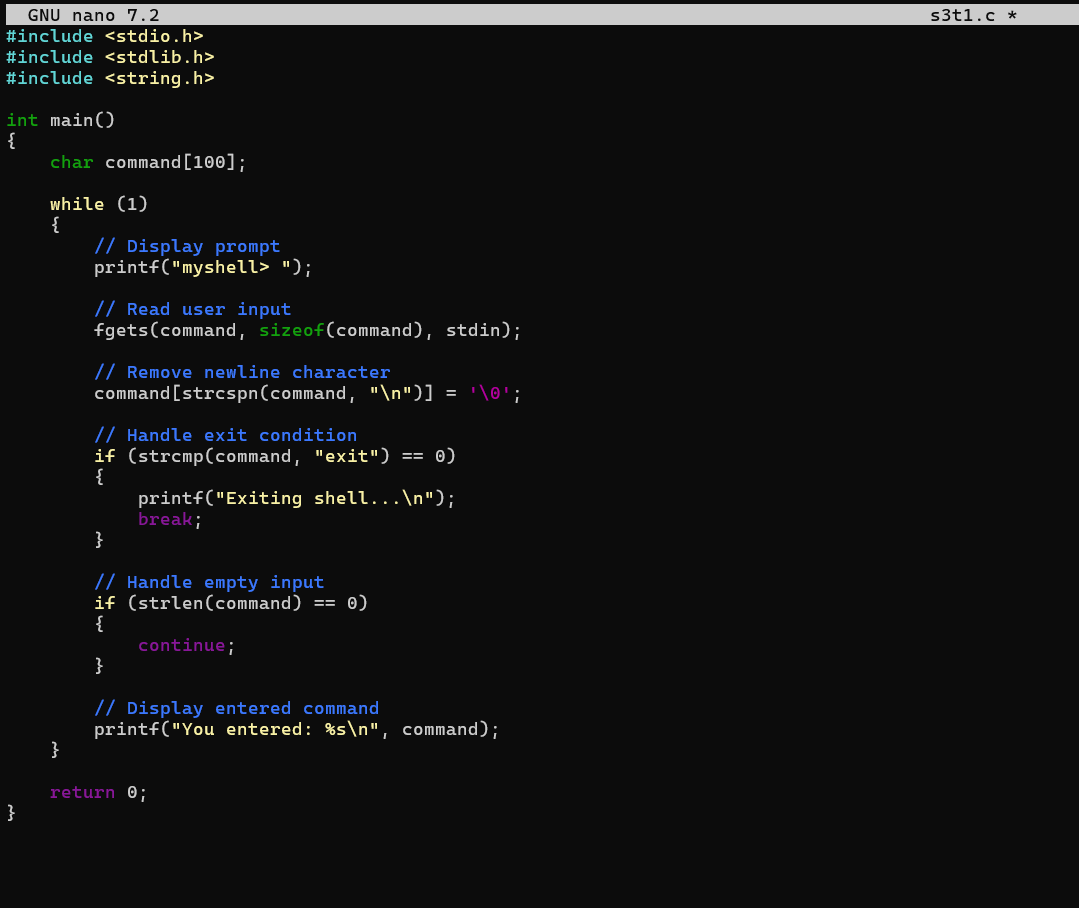 GNU nano 7.2 s3t1.c *
#include <stdio.h>
#include <stdlib.h>
#include <string.h>

int main()
{
    char command[100];

    while (1)
    {
        // Display prompt
        printf("myshell> ");

        // Read user input
        fgets(command, sizeof(command), stdin);

        // Remove newline character
        command[strcspn(command, "\n")] = '\0';

        // Handle exit condition
        if (strcmp(command, "exit") == 0)
        {
            printf("Exiting shell...\n");
            break;
        }

        // Handle empty input
        if (strlen(command) == 0)
        {
            continue;
        }

        // Display entered command
        printf("You entered: %s\n", command);
    }

    return 0;
}